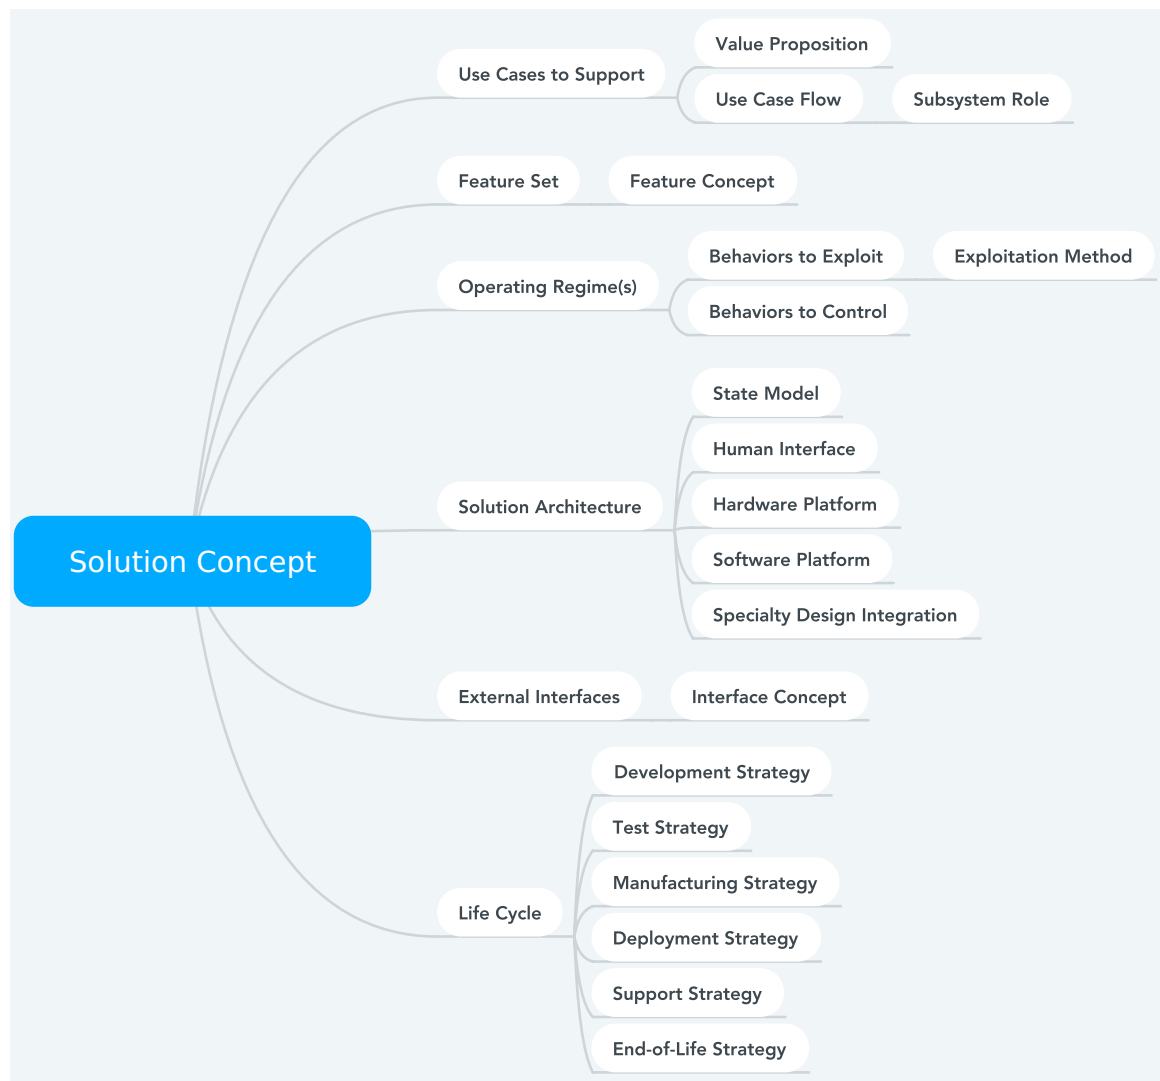 Solution Concept
Use Cases to Support
Value Proposition
Use Case Flow
Subsystem Role
Feature Set
Feature Concept
Operating Regime(s)
Behaviors to Exploit
Exploitation Method
Behaviors to Control
Solution Architecture
State Model
Human Interface
Hardware Platform
Software Platform
Specialty Design Integration
External Interfaces
Interface Concept
Life Cycle
Development Strategy
Test Strategy
Manufacturing Strategy
Deployment Strategy
Support Strategy
End-of-Life Strategy